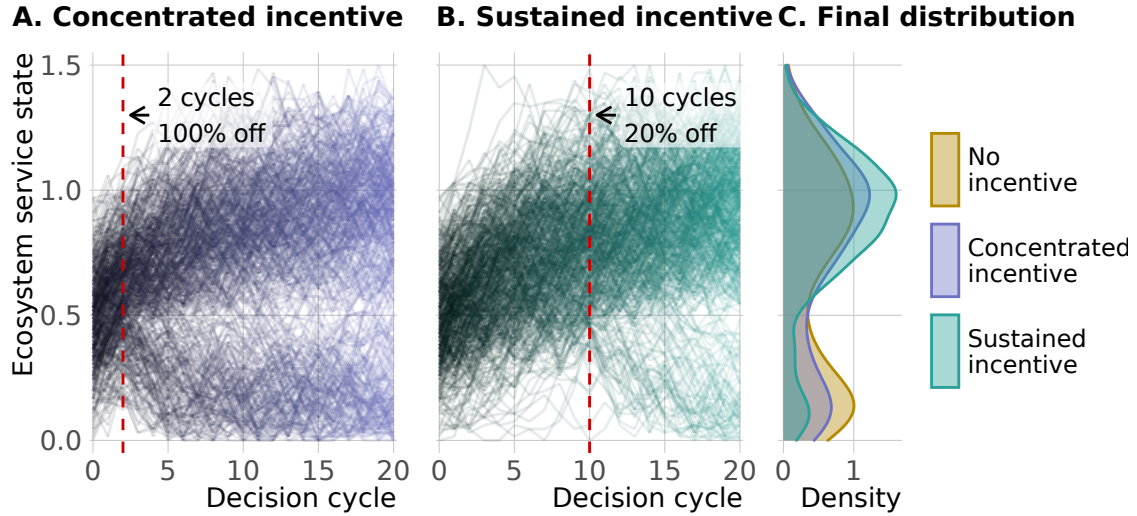 A. Concentrated incentive
B. Sustained incentive
C. Final distribution
Ecosystem service state
1.5
1.0
0.5
0.0
2 cycles
100% off
0
5
10
15
20
Decision cycle
10 cycles
20% off
0
5
10
15
20
Decision cycle
0
1
Density
No
incentive
Concentrated
incentive
Sustained
incentive